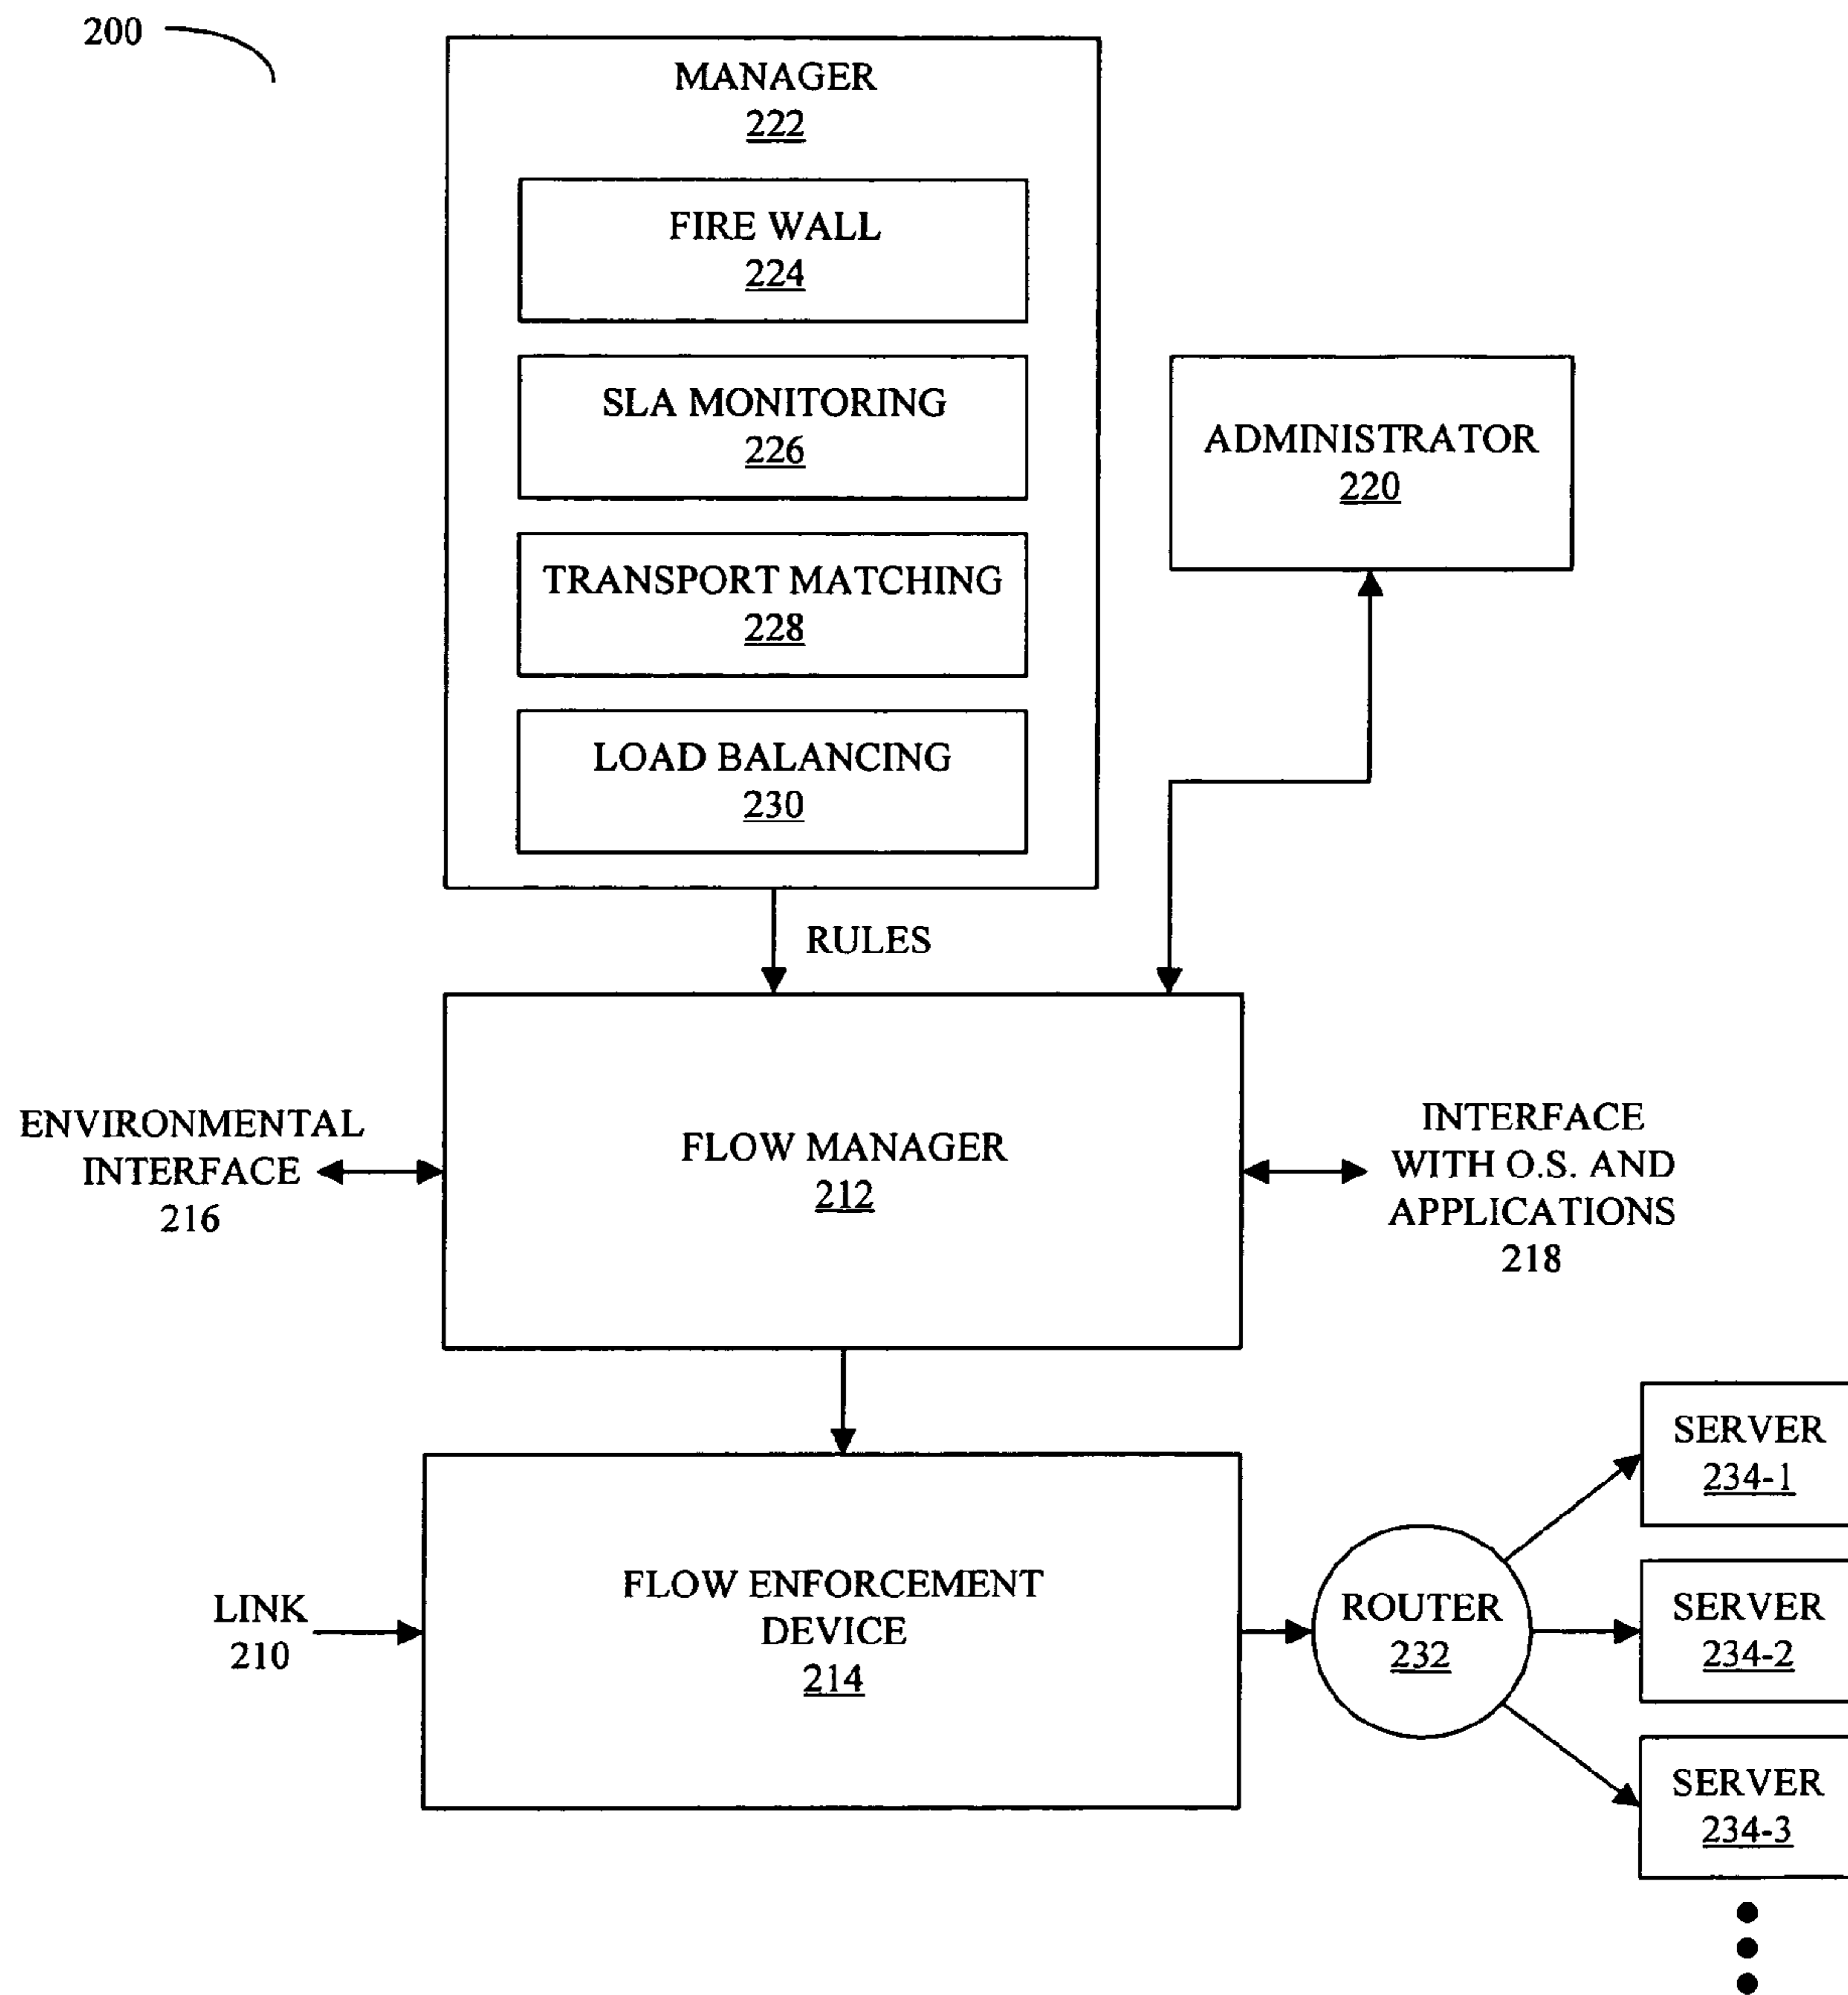 200
MANAGER
222
FIRE WALL
224
SLA MONITORING
226
TRANSPORT MATCHING
228
LOAD BALANCING
230
ADMINISTRATOR
220
RULES
ENVIRONMENTAL
INTERFACE
216
FLOW MANAGER
212
INTERFACE
WITH O.S. AND
APPLICATIONS
218
LINK
210
FLOW ENFORCEMENT
DEVICE
214
ROUTER
232
SERVER
234-1
SERVER
234-2
SERVER
234-3